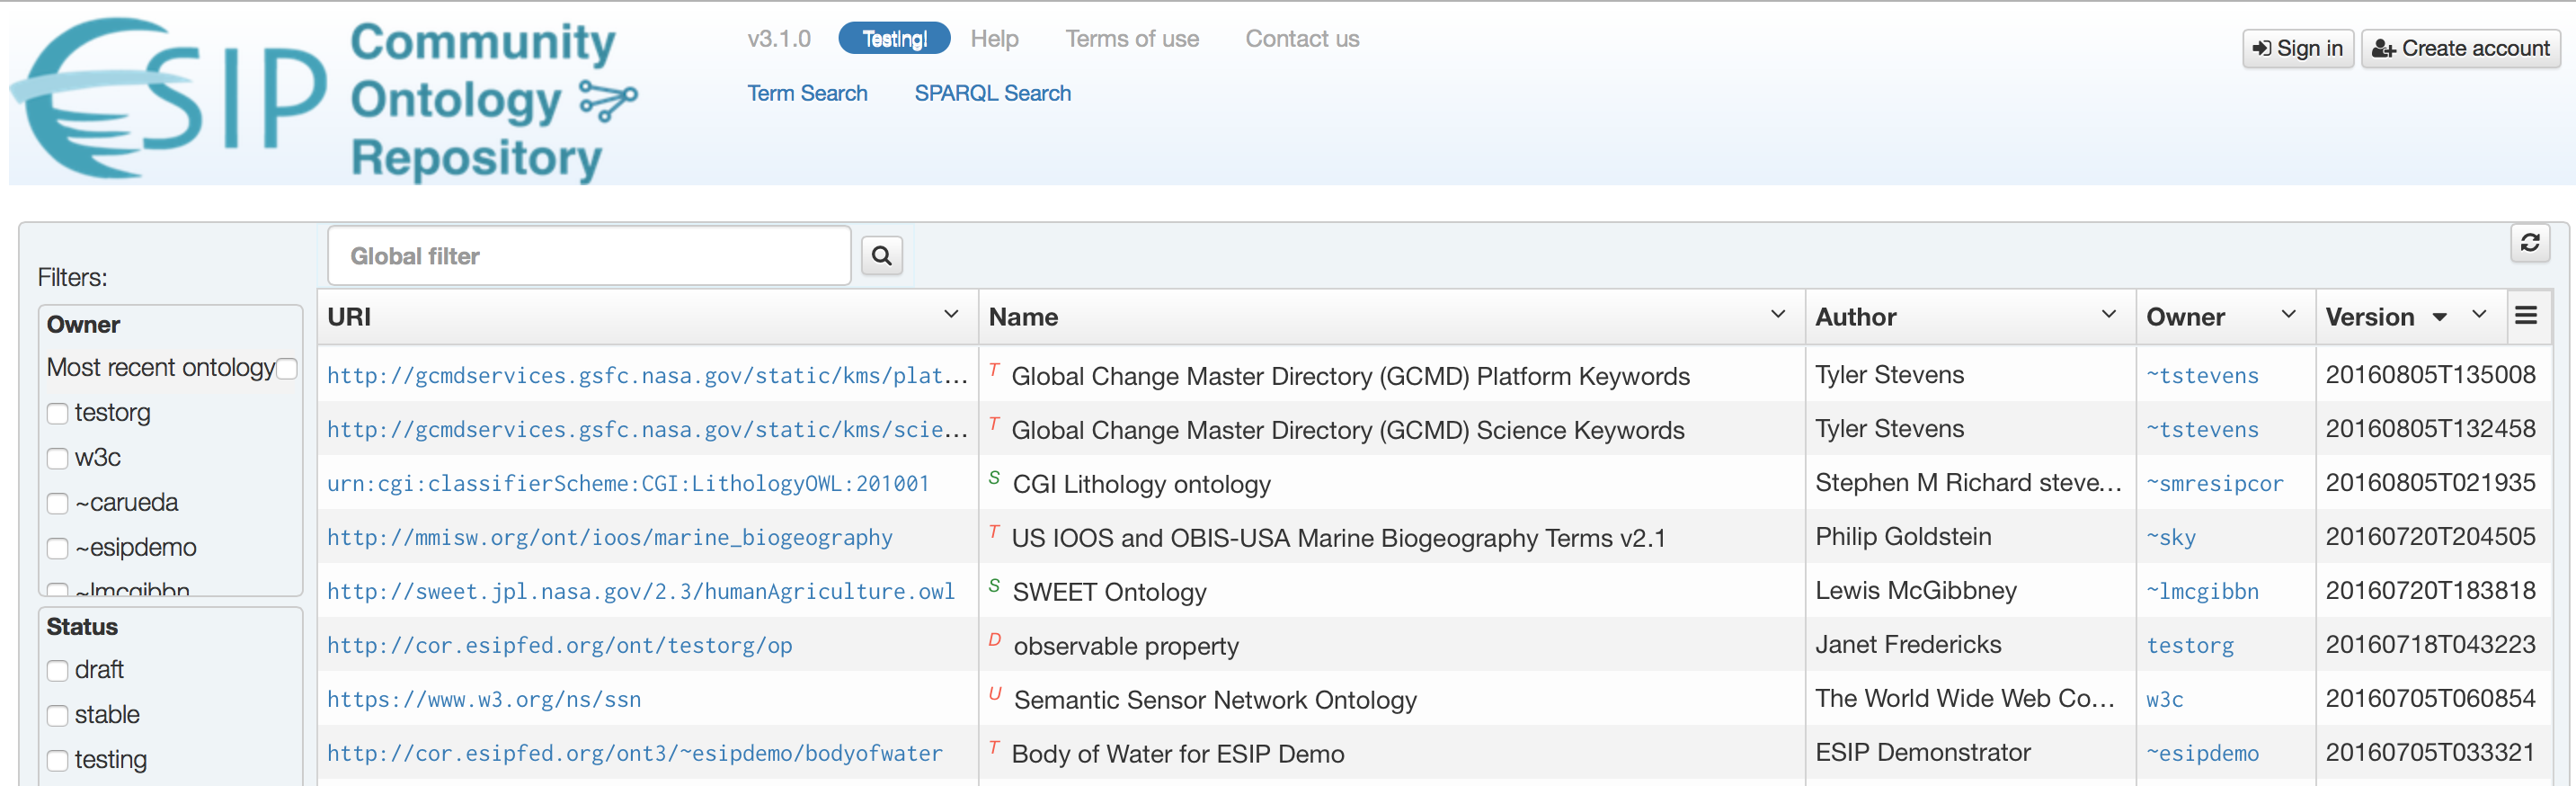 ESIP
Community
Ontology
Repository
v3.1.0 Testing! Help Terms of use Contact us
Term Search SPARQL Search
Sign in Create account
Filters:
Global filter
Owner
Most recent ontology
testorg
w3c
~carueda
~esipdemo
~lmcgibbn
Status
draft
stable
testing
URI Name Author Owner Version
http://gcmdservices.gsfc.nasa.gov/static/kms/plat... T Global Change Master Directory (GCMD) Platform Keywords Tyler Stevens ~tstevens 20160805T135008
http://gcmdservices.gsfc.nasa.gov/static/kms/scie... T Global Change Master Directory (GCMD) Science Keywords Tyler Stevens ~tstevens 20160805T132458
urn:cgi:classifierScheme:CGI:LithologyOWL:201001 S CGI Lithology ontology Stephen M Richard steve... ~smresipcor 20160805T021935
http://mmisw.org/ont/ioos/marine_biogeography T US IOOS and OBIS-USA Marine Biogeography Terms v2.1 Philip Goldstein ~sky 20160720T204505
http://sweet.jpl.nasa.gov/2.3/humanAgriculture.owl S SWEET Ontology Lewis McGibbney ~lmcgibbn 20160720T183818
http://cor.esipfed.org/ont/testorg/op D observable property Janet Fredericks testorg 20160718T043223
https://www.w3.org/ns/ssn U Semantic Sensor Network Ontology The World Wide Web Co... w3c 20160705T060854
http://cor.esipfed.org/ont3/~esipdemo/bodyofwater T Body of Water for ESIP Demo ESIP Demonstrator ~esipdemo 20160705T033321